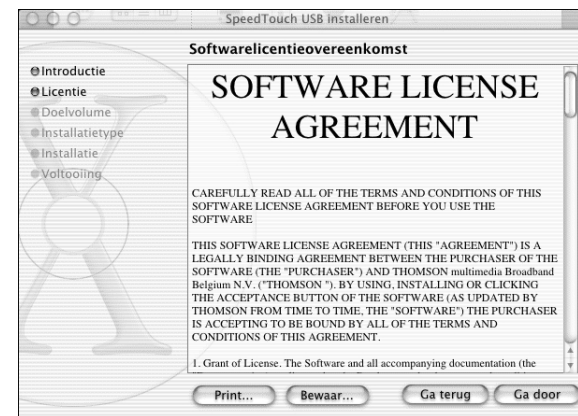 SpeedTouch USB installeren
Softwarelicentieovereenkomst
Introductie
Licentie
Doelvolume
Installatietype
Installatie
Voltooiing
SOFTWARE LICENSE
AGREEMENT
CAREFULLY READ ALL OF THE TERMS AND CONDITIONS OF THIS
SOFTWARE LICENSE AGREEMENT BEFORE YOU USE THE
SOFTWARE
THIS SOFTWARE LICENSE AGREEMENT (THIS "AGREEMENT") IS A
LEGALLY BINDING AGREEMENT BETWEEN THE PURCHASER OF THE
SOFTWARE (THE "PURCHASER") AND THOMSON multimedia Broadband
Belgium N.V. ("THOMSON "). BY USING, INSTALLING OR CLICKING
THE ACCEPTANCE BUTTON OF THE SOFTWARE (AS UPDATED BY
THOMSON FROM TIME TO TIME, THE "SOFTWARE") THE PURCHASER
IS ACCEPTING TO BE BOUND BY ALL OF THE TERMS AND
CONDITIONS OF THIS AGREEMENT.
1. Grant of License. The Software and all accompanying documentation (the
Print... Bewaar... Ga terug Ga door